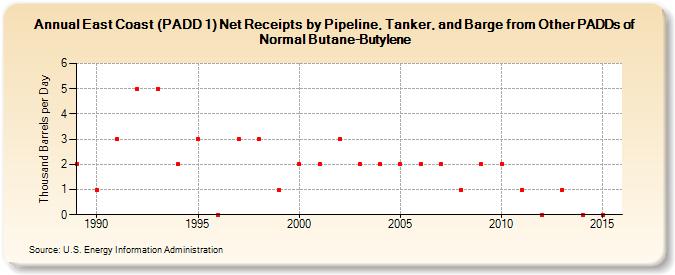 Annual East Coast (PADD 1) Net Receipts by Pipeline, Tanker, and Barge from Other PADDs of
Normal Butane-Butylene
Thousand Barrels per Day
6
5
4
3
2
1
0
1990 1995 2000 2005 2010 2015
Source: U.S. Energy Information Administration